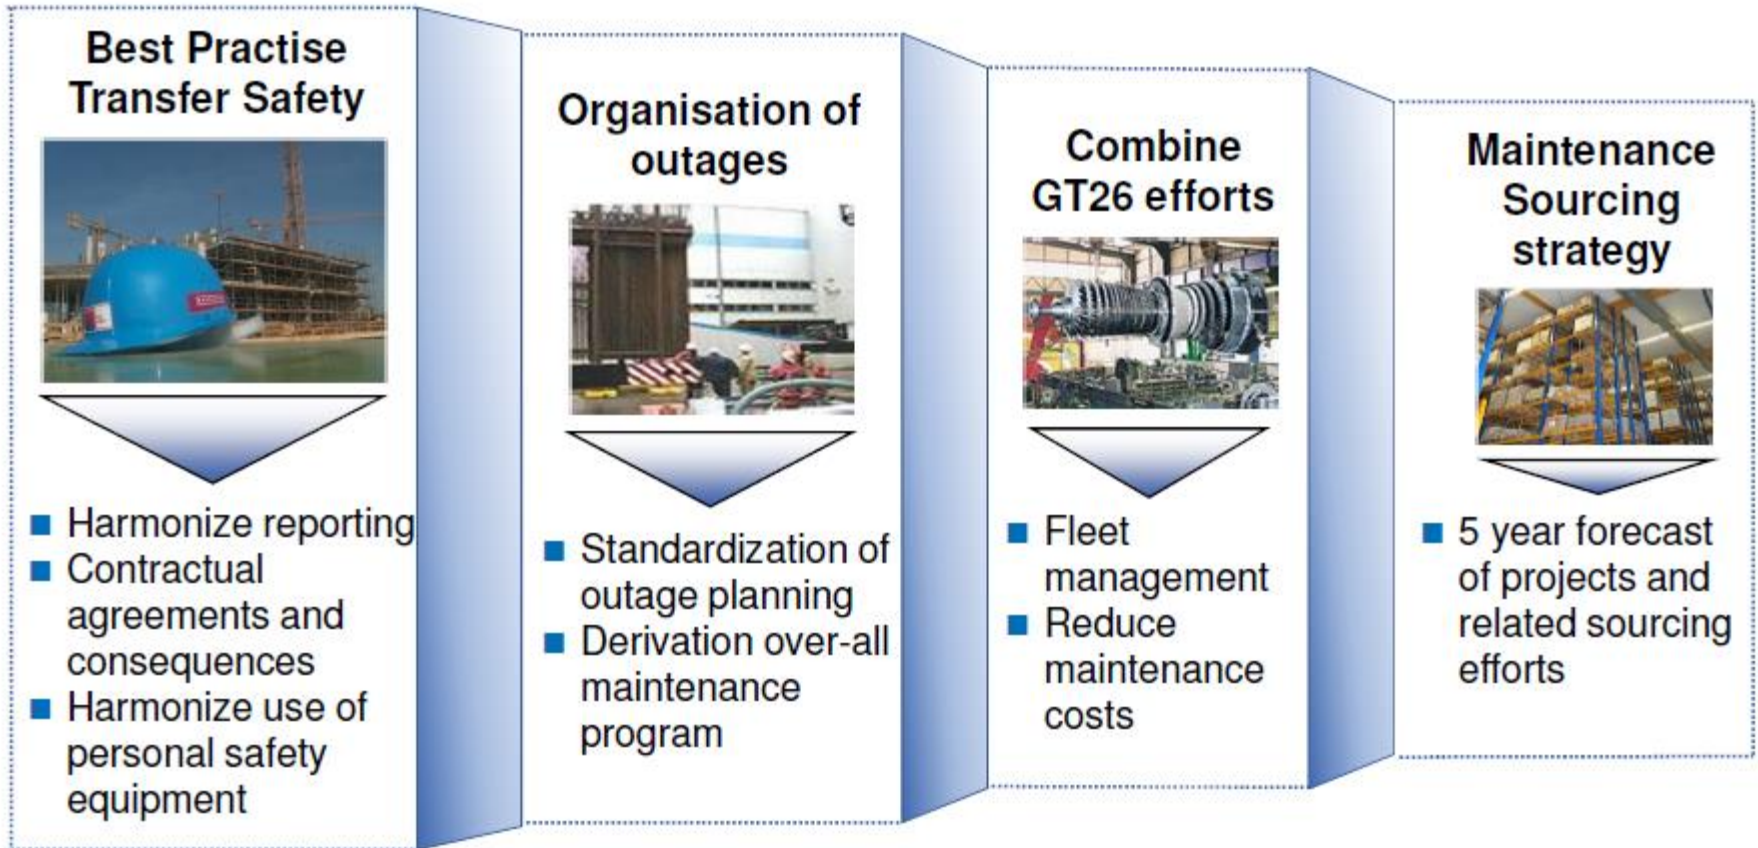 Best Practise
Transfer Safety
Harmonize reporting
Contractual
agreements and
consequences
Harmonize use of
personal safety
equipment
Organisation of
outages
Standardization of
outage planning
Derivation over-all
maintenance
program
Combine
GT26 efforts
Fleet
management
Reduce
maintenance
costs
Maintenance
Sourcing
strategy
5 year forecast
of projects and
related sourcing
efforts